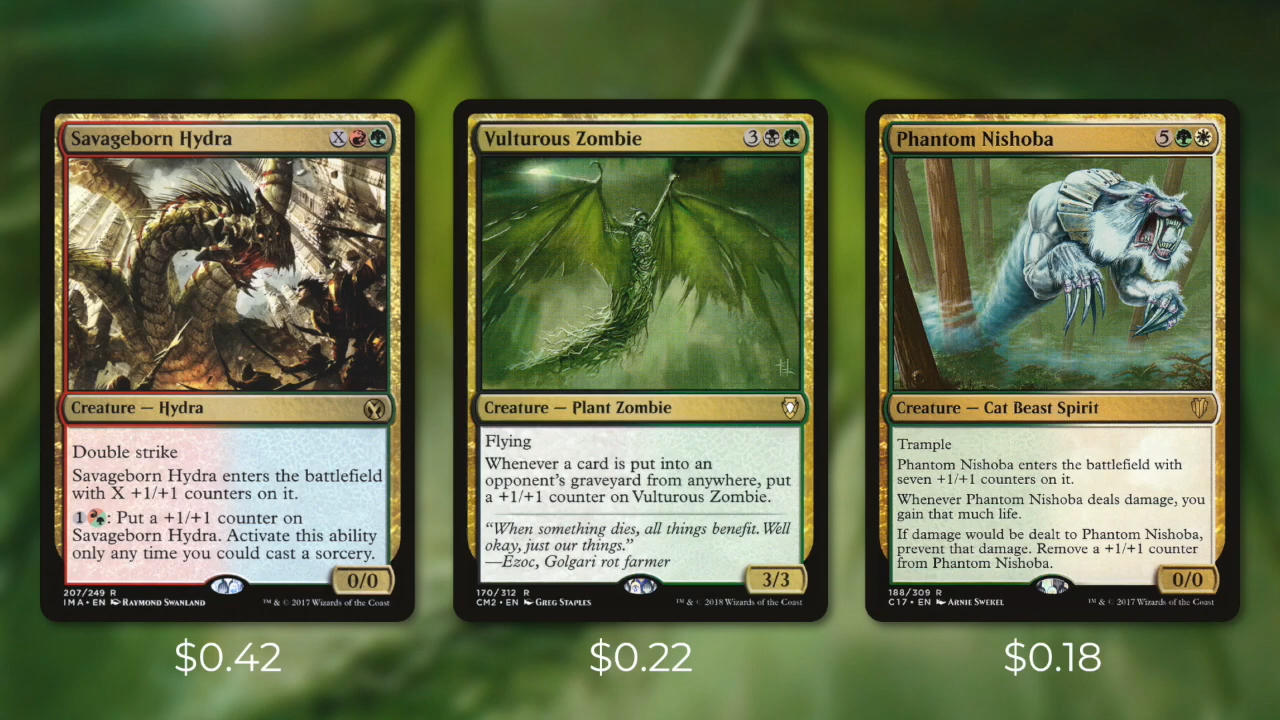 Savageborn Hydra X
Creature — Hydra
Double strike
Savageborn Hydra enters the battlefield
with X +1/+1 counters on it.
1 : Put a +1/+1 counter on
Savageborn Hydra. Activate this ability
only any time you could cast a sorcery.
0/0
207/249 R
IMA • EN RAYMOND SWANLAND
™ & © 2017 Wizards of the Coast
$0.42
Vulturous Zombie 3
Creature — Plant Zombie
Flying
Whenever a card is put into an
opponent's graveyard from anywhere, put
a +1/+1 counter on Vulturous Zombie.
"When something dies, all things benefit. Well
okay, just our things."
—Ezoc, Golgari rot farmer
3/3
170/312 R
CM2 • EN GREG STAPLES
™ & © 2018 Wizards of the Coast
$0.22
Phantom Nishoba 5
Creature — Cat Beast Spirit
Trample
Phantom Nishoba enters the battlefield with
seven +1/+1 counters on it.
Whenever Phantom Nishoba deals damage, you
gain that much life.
If damage would be dealt to Phantom Nishoba,
prevent that damage. Remove a +1/+1 counter
from Phantom Nishoba.
0/0
188/309 R
C17 • EN ARNIE SWEKEL
™ & © 2017 Wizards of the Coast
$0.18